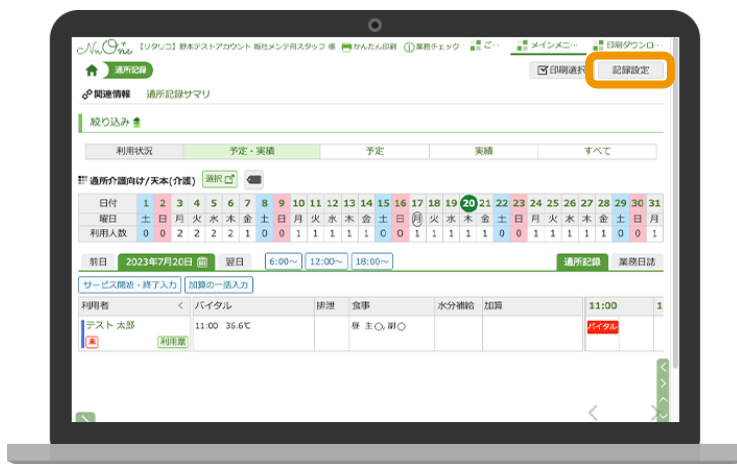 NuOne 【リタリコ】野本テストアカウント 販社メンテ用スタッフ 様 かんたん印刷 業務チェック ご… メインメニ… 印刷ダウンロ…
通所記録 印刷選択 記録設定
関連情報 通所記録サマリ
絞り込み
利用状況 予定・実績 予定 実績 すべて
通所介護向け/天本(介護) 選択
日付 1 2 3 4 5 6 7 8 9 10 11 12 13 14 15 16 17 18 19 20 21 22 23 24 25 26 27 28 29 30 31
曜日 土 日 月 火 水 木 金 土 日 月 火 水 木 金 土 日 月 火 水 木 金 土 日 月 火 水 木 金 土 日 月
利用人数 0 0 2 2 2 2 1 0 0 1 1 1 1 1 0 0 1 1 1 1 1 0 0 1 1 1 1 1 0 0 1
前日 2023年7月20日 翌日 6:00～ 12:00～ 18:00～ 通所記録 業務日誌
サービス開始・終了入力 加算の一括入力
利用者 < バイタル 排泄 食事 水分補給 加算 11:00 1
テスト 太郎 11:00 36.6℃ 昼 主○, 副○ バイタル
未 利用票